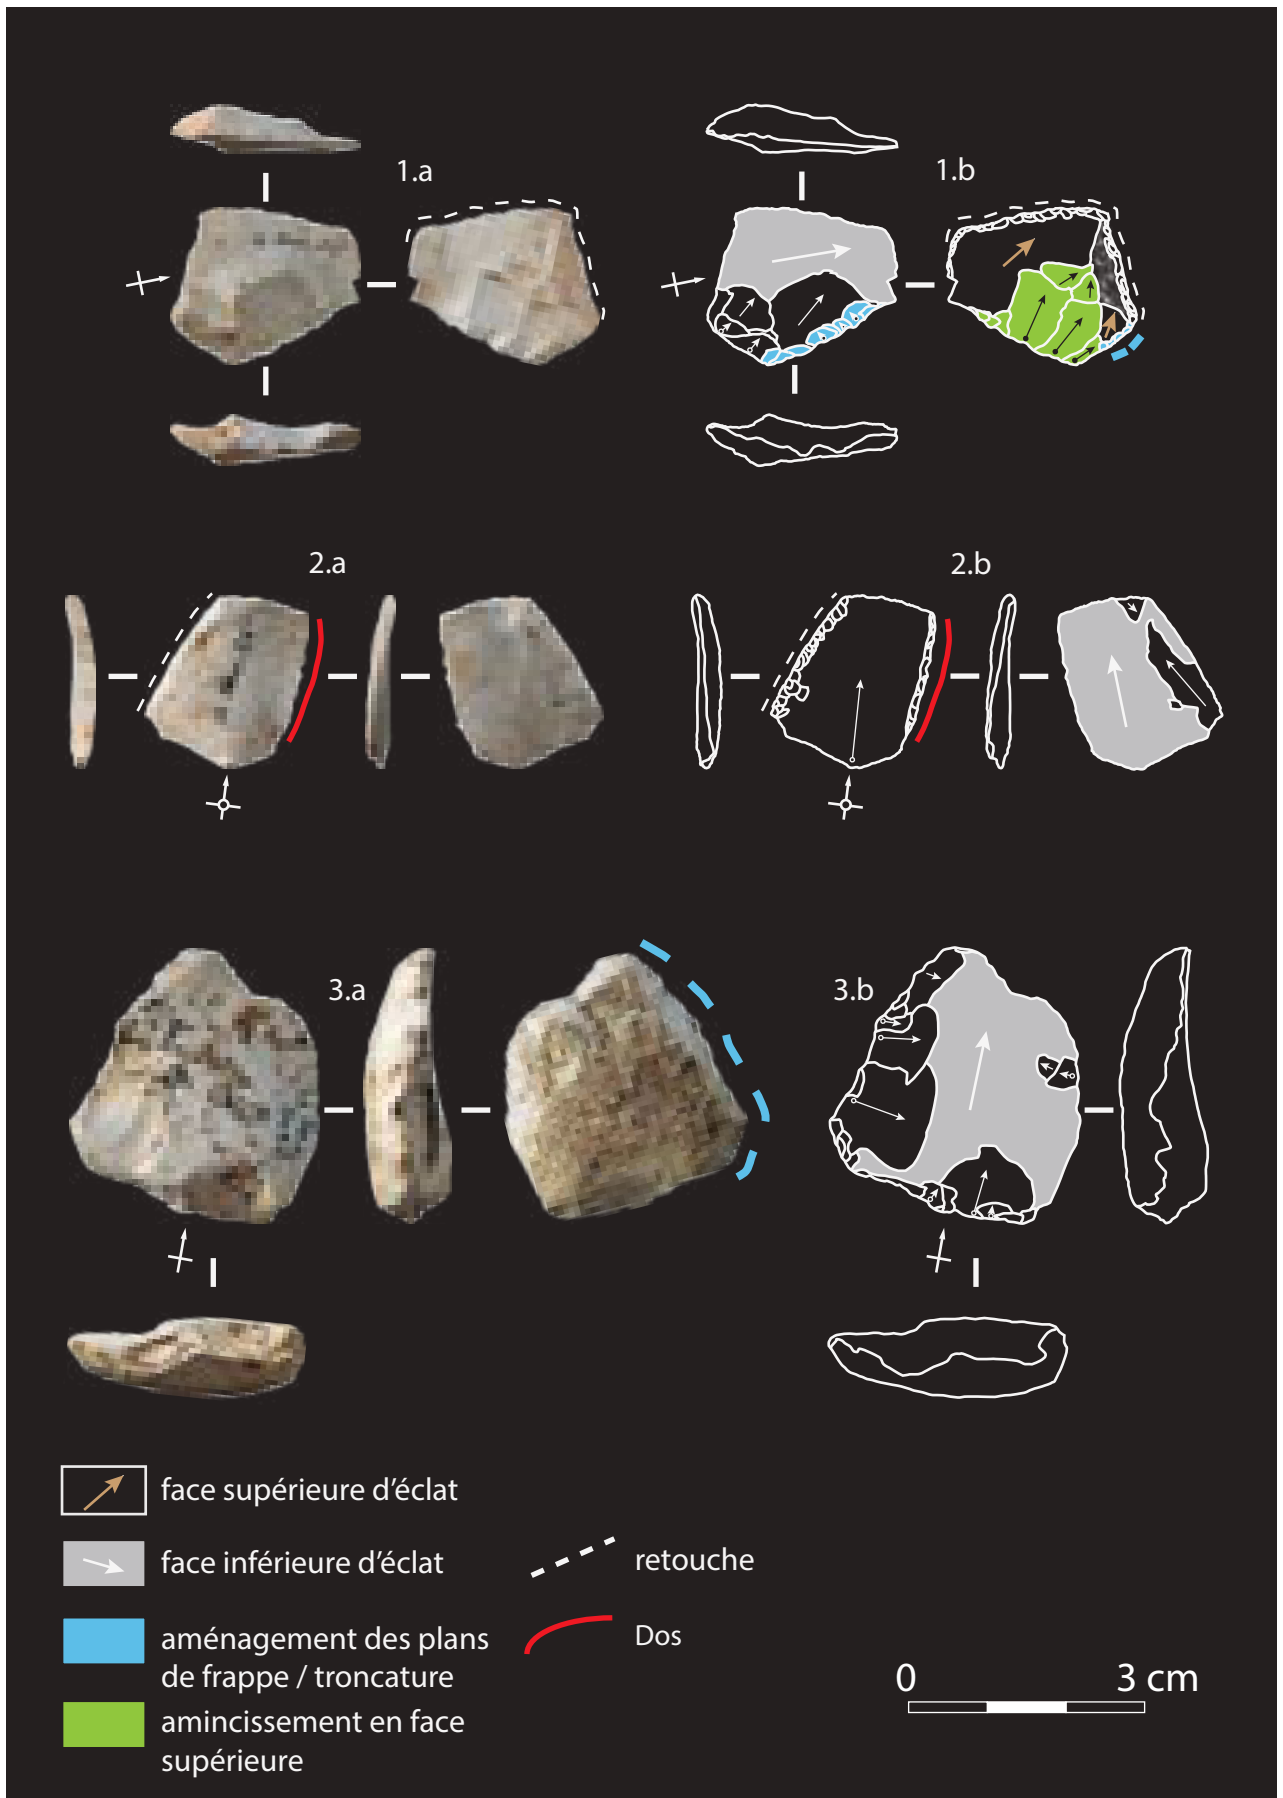 1.a
1.b
2.a
2.b
3.a
3.b
face supérieure d'éclat
face inférieure d'éclat
aménagement des plans
de frappe / troncature
amincissement en face
supérieure
retouche
Dos
0 3 cm